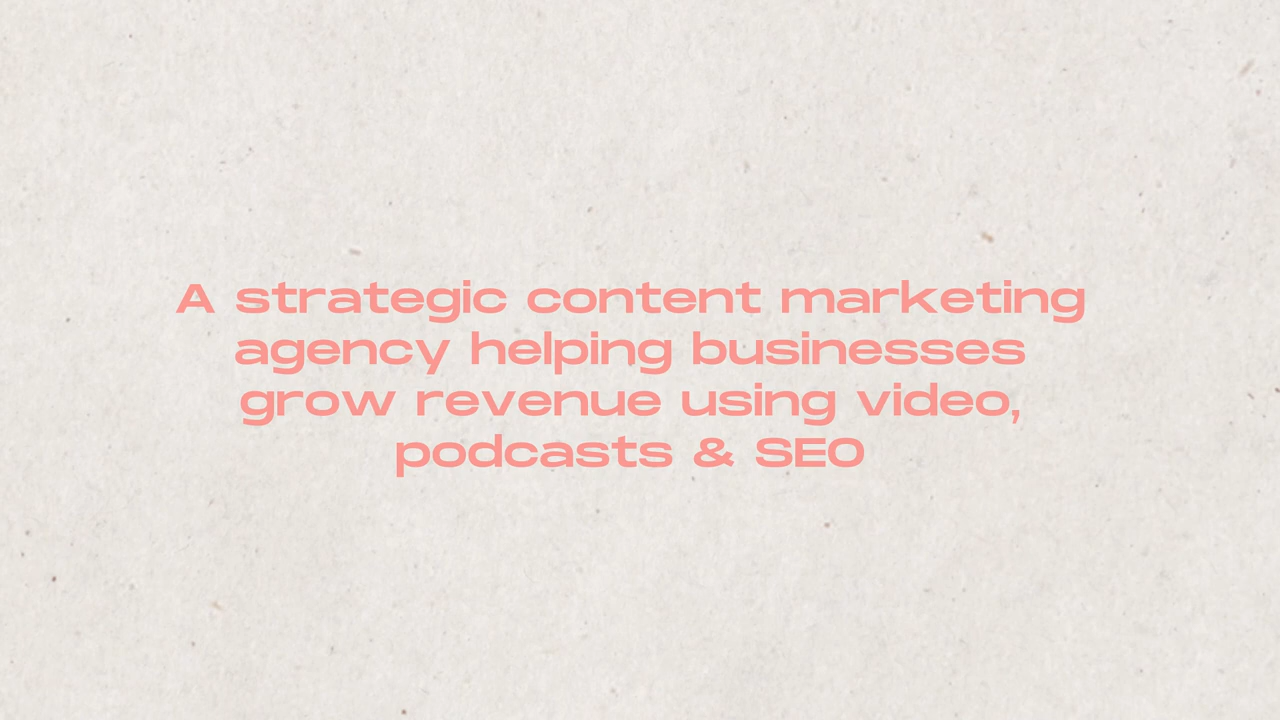 A strategic content marketing
agency helping businesses
grow revenue using video,
podcasts & SEO